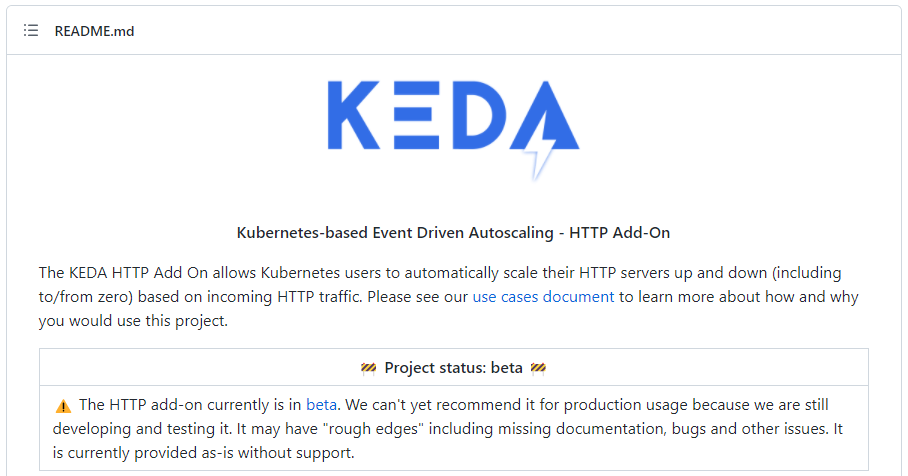 README.md
KEDA
Kubernetes-based Event Driven Autoscaling - HTTP Add-On
The KEDA HTTP Add On allows Kubernetes users to automatically scale their HTTP servers up and down (including
to/from zero) based on incoming HTTP traffic. Please see our use cases document to learn more about how and why
you would use this project.
🚧 Project status: beta 🚧
⚠️ The HTTP add-on currently is in beta. We can't yet recommend it for production usage because we are still
developing and testing it. It may have "rough edges" including missing documentation, bugs and other issues. It
is currently provided as-is without support.